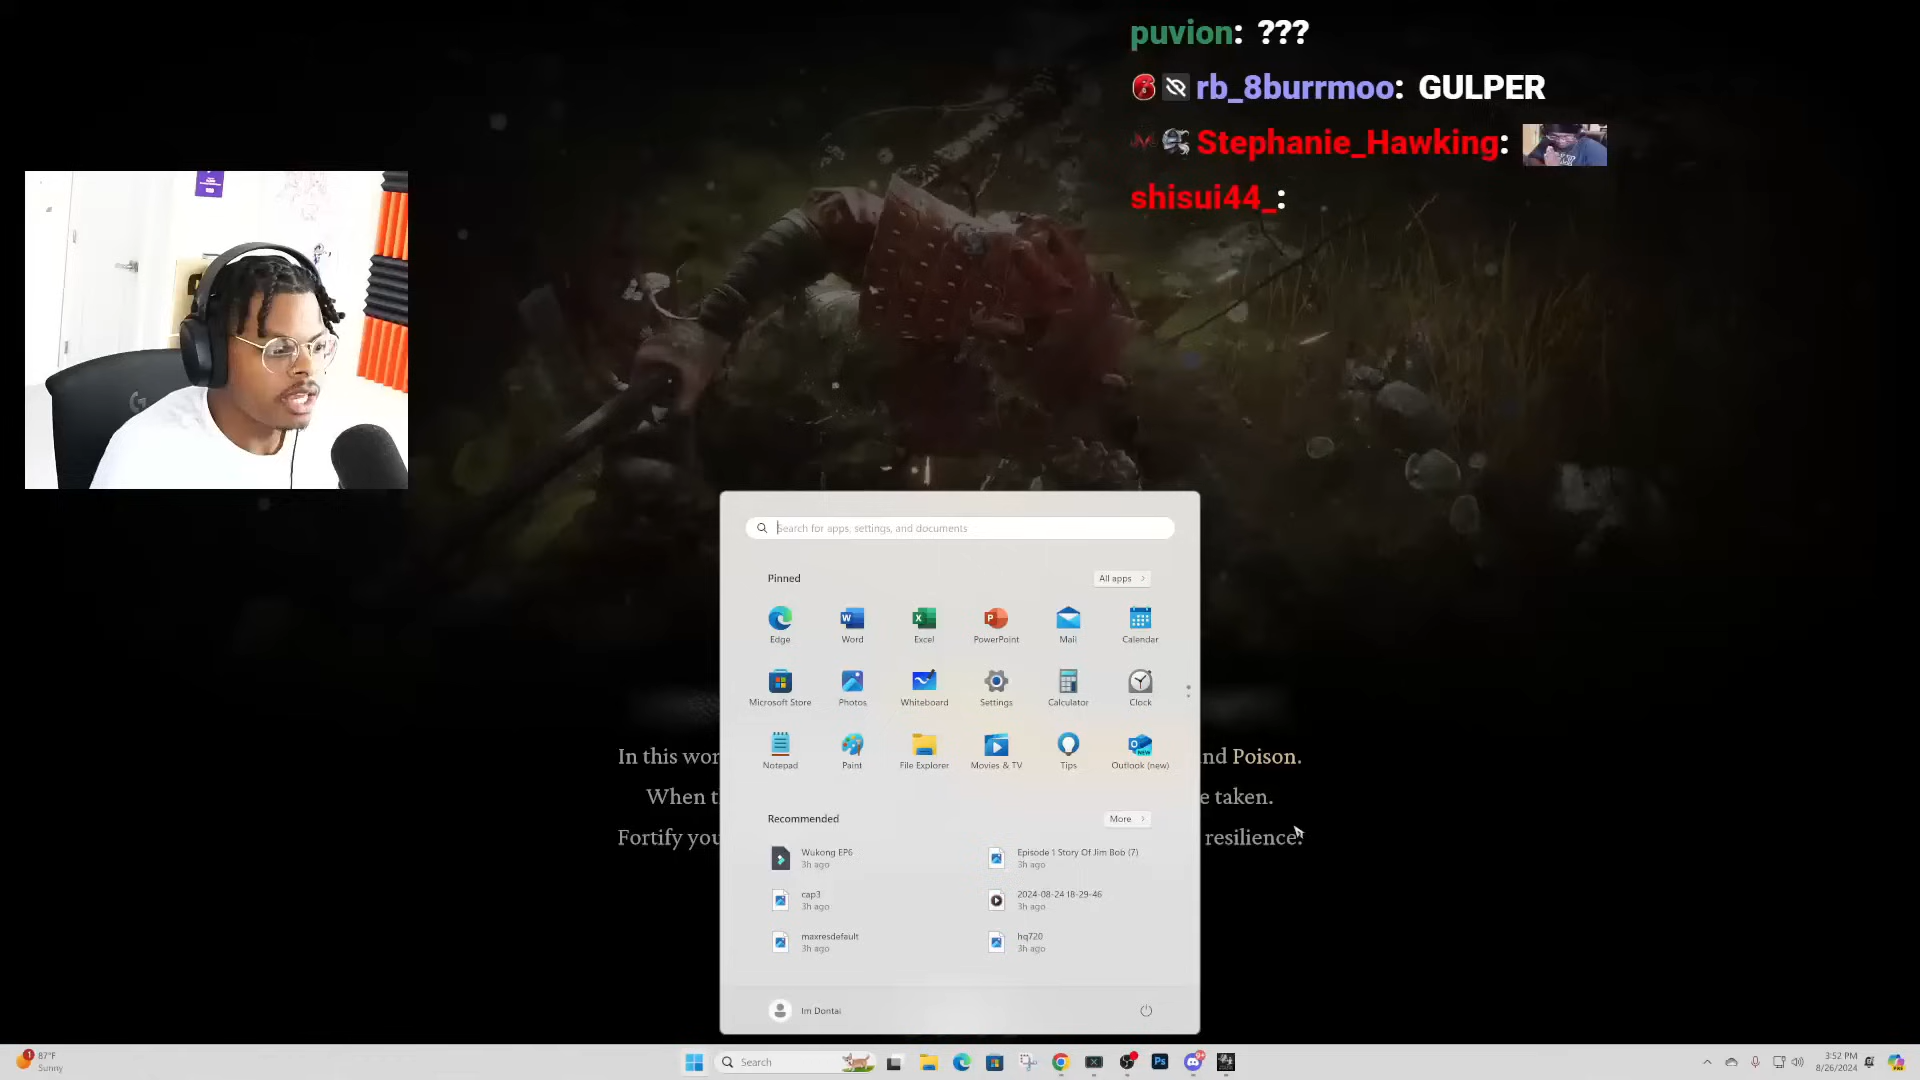 puvion: ???
rb_8burrmoo: GULPER
Stephanie_Hawking:
shisui44_:
Search for apps, settings, and documents
Pinned
All apps
Edge
Word
Excel
PowerPoint
Mail
Calendar
Microsoft Store
Photos
Whiteboard
Settings
Calculator
Clock
Notepad
Paint
File Explorer
Movies & TV
Tips
Outlook (new)
In this wor
nd Poison.
When t
e taken.
Fortify you
resilience.
Recommended
More
Wukong EP6
3h ago
Episode 1 Story Of Jim Bob (7)
3h ago
cap3
3h ago
2024-08-24 18-29-46
3h ago
maxresdefault
3h ago
hq720
3h ago
Im Dontai
1
87°F
Sunny
Search
Ps
3:52 PM
8/26/2024